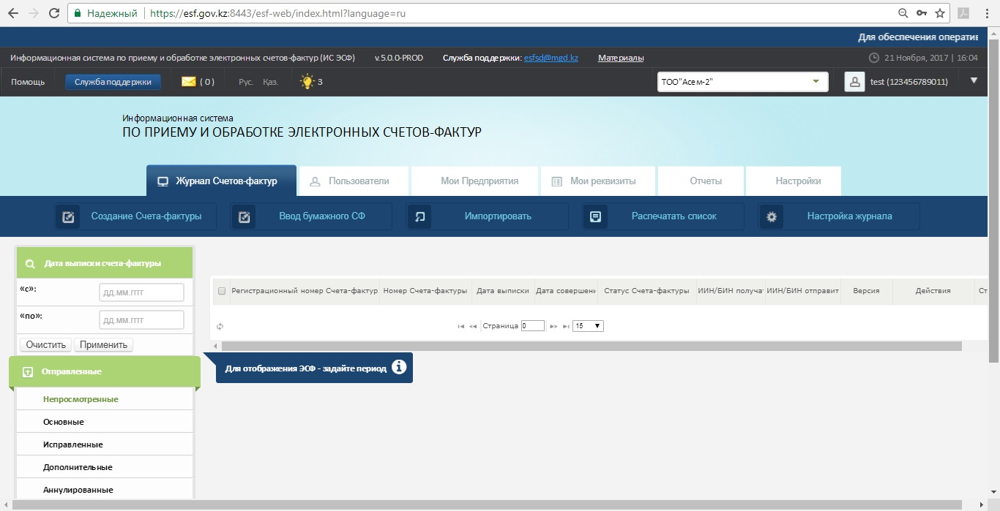 Надежный https://esf.gov.kz:8443/esf-web/index.html?language=ru
Для обеспечения оператив
Информационная система по приему и обработке электронных счетов-фактур (ИС ЭСФ) v.5.0.0-PROD Служба поддержки: esfsd@mgd.kz Материалы 21 Ноября, 2017 | 16:04
Помощь Служба поддержки ( 0 ) Рус. Қаз. 3 ТОО"Асем-2" test (123456789011)
Информационная система
ПО ПРИЕМУ И ОБРАБОТКЕ ЭЛЕКТРОННЫХ СЧЕТОВ-ФАКТУР
Журнал Счетов-фактур Пользователи Мои Предприятия Мои реквизиты Отчеты Настройки
Создание Счета-фактуры Ввод бумажного СФ Импортировать Распечатать список Настройка журнала
Дата выписки счета-фактуры
«с»: ДД.ММ.ГГГГ
«по»: ДД.ММ.ГГГГ
Очистить Применить
Регистрационный номер Счета-фактур Номер Счета-фактуры Дата выписки Дата совершени Статус Счета-фактуры ИИН/БИН получат ИИН/БИН отправит Версия Действия Ст
Страница 0 15
Для отображения ЭСФ - задайте период
Отправленные
Непросмотренные
Основные
Исправленные
Дополнительные
Аннулированные